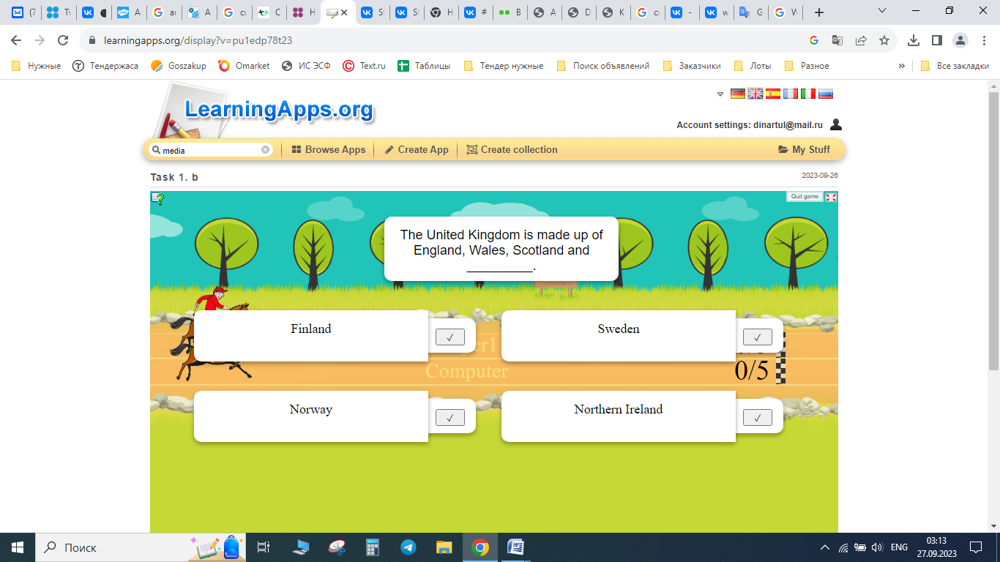 (7
Tv
A
aı
A
cu
C
H
S
S
H
#
B
A
D
K
cı
-
w
G
W
learningapps.org/display?v=pu1edp78t23
Нужные
Тендержаса
Goszakup
Omarket
ИС ЭСФ
Text.ru
Таблицы
Тендер нужные
Поиск объявлений
Заказчики
Лоты
Разное
»
Все закладки
LearningApps.org
Account settings: dinartul@mail.ru
media
Browse Apps
Create App
Create collection
My Stuff
Task 1. b
2023-09-26
Quit game
The United Kingdom is made up of
England, Wales, Scotland and
_________.
Finland
✓
Sweden
✓
er1
Computer
0/5
Norway
✓
Northern Ireland
✓
Поиск
ENG
03:13
27.09.2023